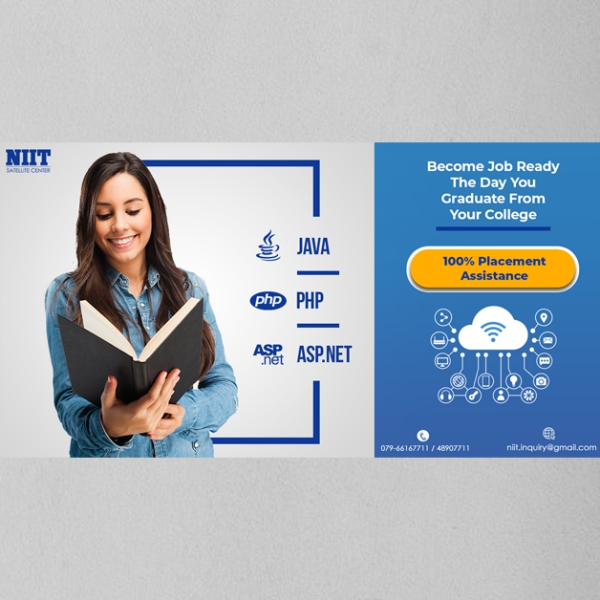 NIIT
SATELLITE CENTER
JAVA
php
PHP
ASP
.net
ASP.NET
Become Job Ready
The Day You
Graduate From
Your College
100% Placement
Assistance
079-66167711 / 48907711
niit.inquiry@gmail.com